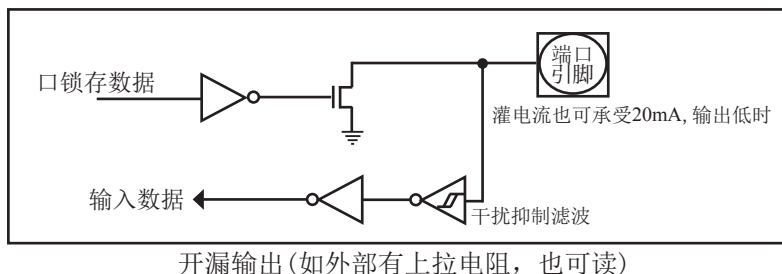 端口
引脚
口锁存数据
灌电流也可承受20mA, 输出低时
输入数据
干扰抑制滤波
开漏输出(如外部有上拉电阻，也可读)